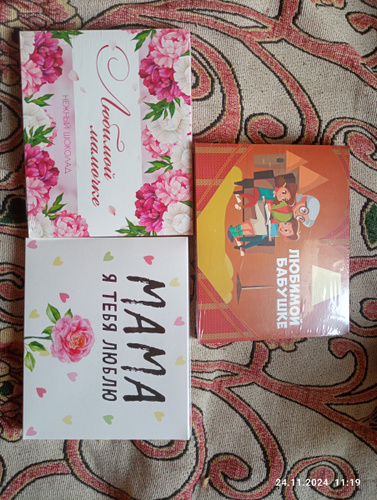 Любимой
мамочке
НЕЖНЫЙ ШОКОЛАД
ЛЮБИМОЙ
БАБУШКЕ
МАМА
Я ТЕБЯ ЛЮБЛЮ
24.11.2024 11:19